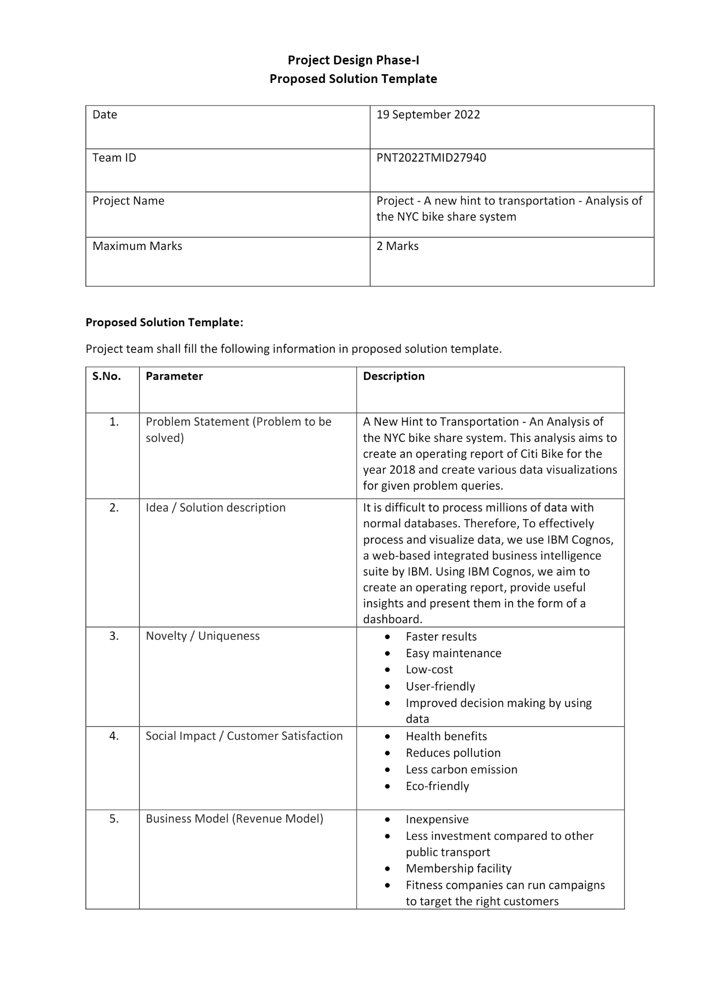 Project Design Phase-I
Proposed Solution Template
Date
19 September 2022
Team ID
PNT2022TMID27940
Project Name
Project - A new hint to transportation - Analysis of
the NYC bike share system
Maximum Marks
2 Marks
Proposed Solution Template:
Project team shall fill the following information in proposed solution template.
S.No.
Parameter
Description
1.
Problem Statement (Problem to be
solved)
A New Hint to Transportation - An Analysis of
the NYC bike share system. This analysis aims to
create an operating report of Citi Bike for the
year 2018 and create various data visualizations
for given problem queries.
2.
Idea / Solution description
It is difficult to process millions of data with
normal databases. Therefore, To effectively
process and visualize data, we use IBM Cognos,
a web-based integrated business intelligence
suite by IBM. Using IBM Cognos, we aim to
create an operating report, provide useful
insights and present them in the form of a
dashboard.
3.
Novelty / Uniqueness
• Faster results
• Easy maintenance
• Low-cost
• User-friendly
• Improved decision making by using
data
4.
Social Impact / Customer Satisfaction
• Health benefits
• Reduces pollution
• Less carbon emission
• Eco-friendly
5.
Business Model (Revenue Model)
• Inexpensive
• Less investment compared to other
public transport
• Membership facility
• Fitness companies can run campaigns
to target the right customers